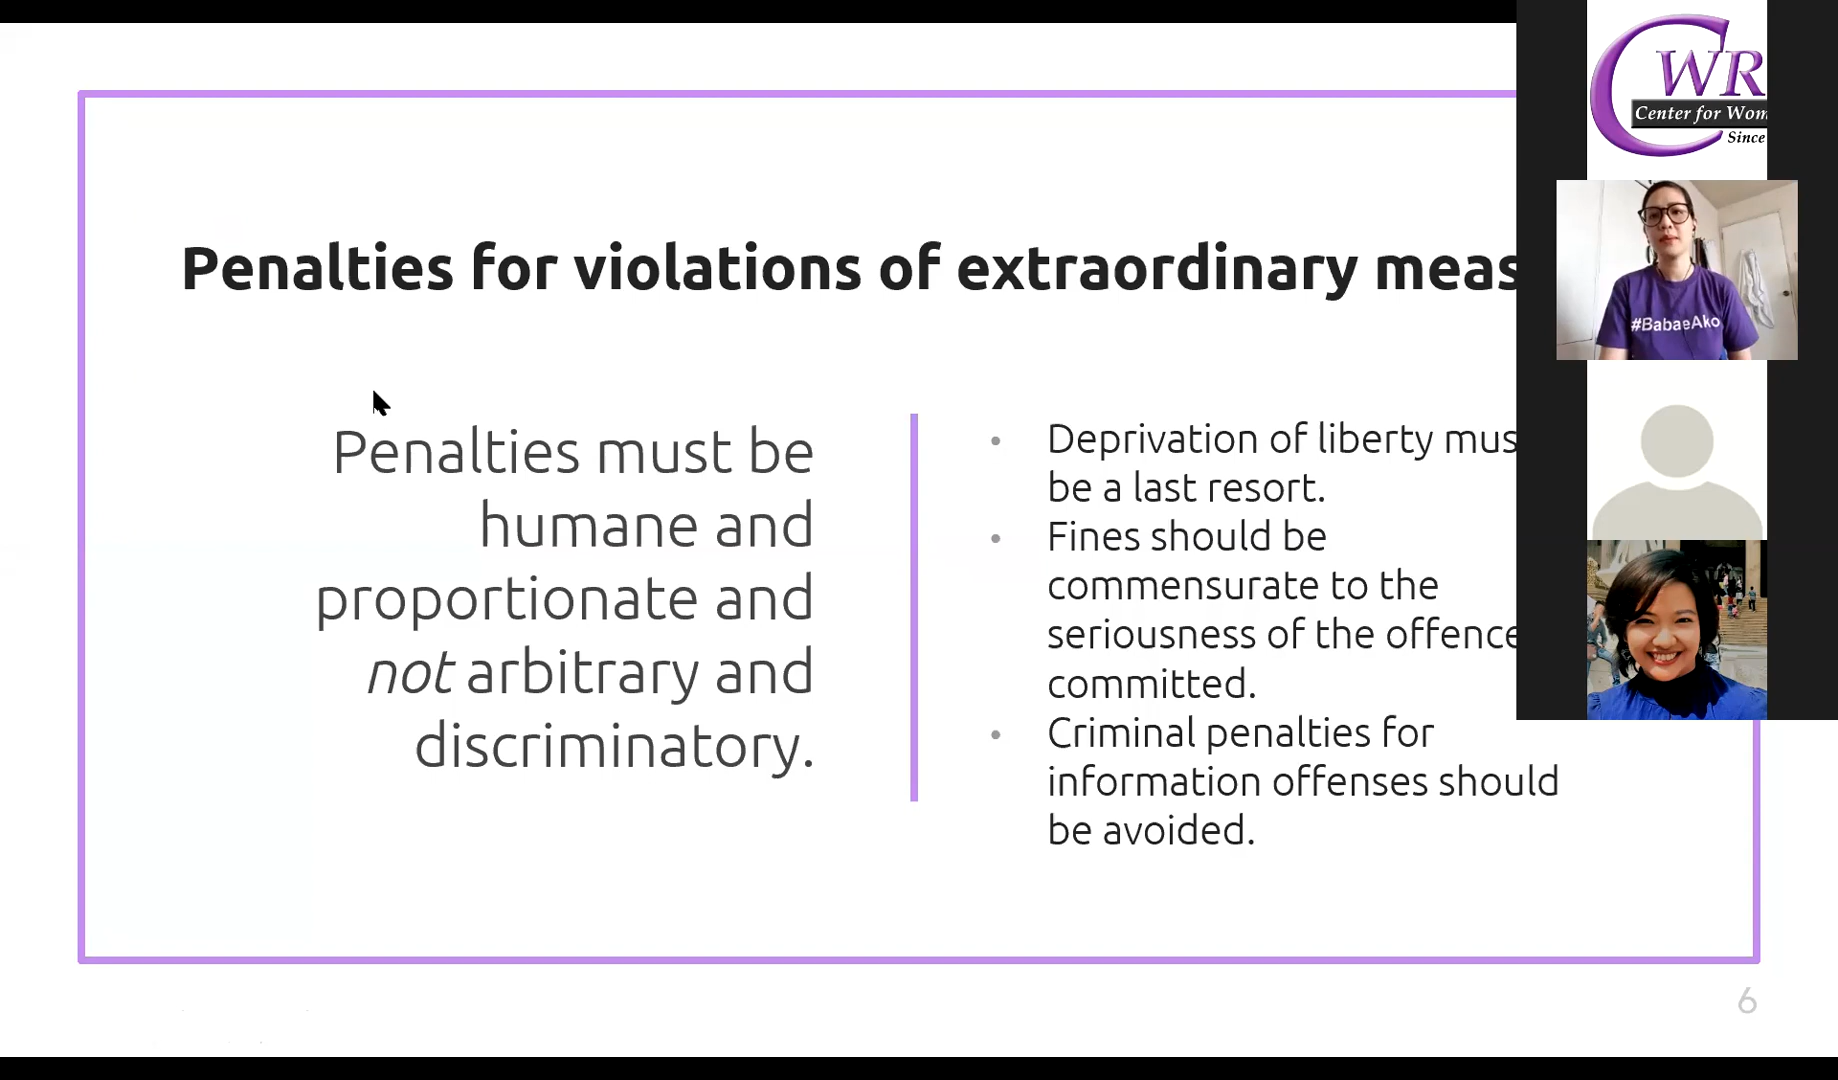 Penalties for violations of extraordinary meas
Penalties must be
humane and
proportionate and
not arbitrary and
discriminatory.
• Deprivation of liberty mus
be a last resort.
• Fines should be
commensurate to the
seriousness of the offence
committed.
• Criminal penalties for
information offenses should
be avoided.
6
CWR
Center for Wom
Since
#BabaeAko